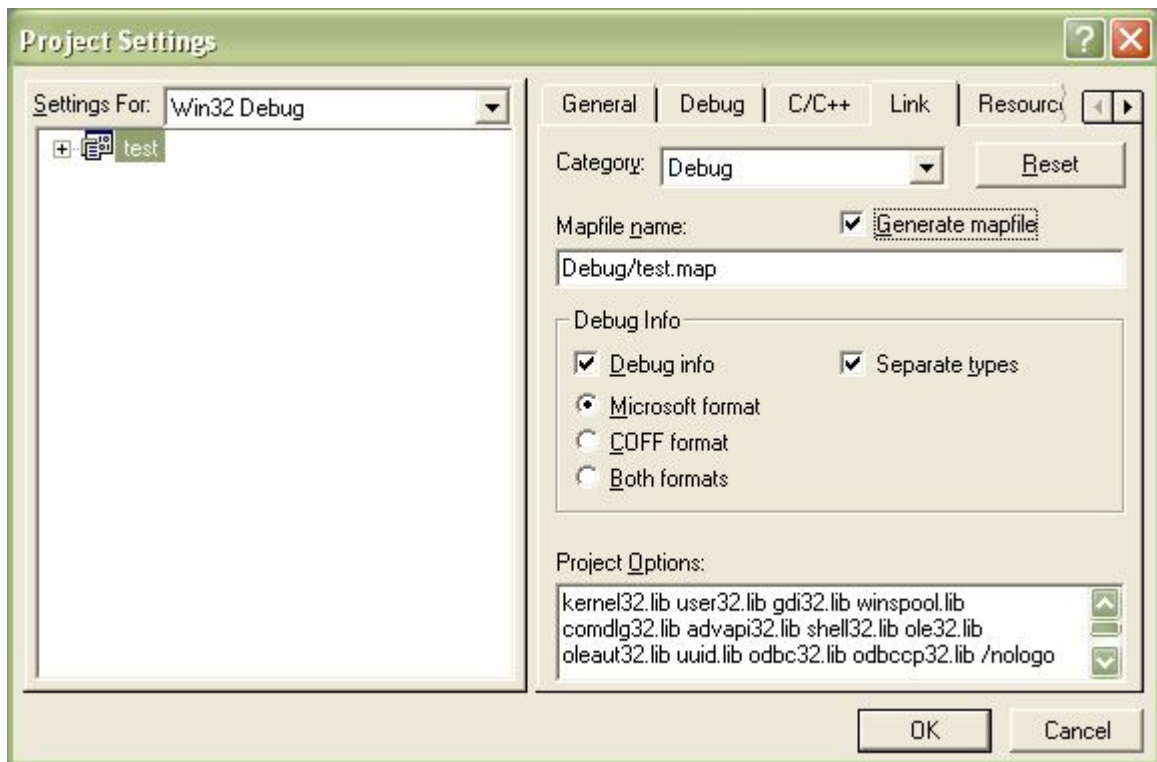 Project Settings
Settings For: Win32 Debug
test
General Debug C/C++ Link
Category: Debug Reset
Mapfile name: Generate mapfile
Debug/test.map
Debug Info
Debug info Separate types
Microsoft format
COFF format
Both formats
Project Options:
kernel32.lib user32.lib gdi32.lib winspool.lib
comdlg32.lib advapi32.lib shell32.lib ole32.lib
oleaut32.lib uuid.lib odbc32.lib odbccp32.lib /nologo
OK Cancel